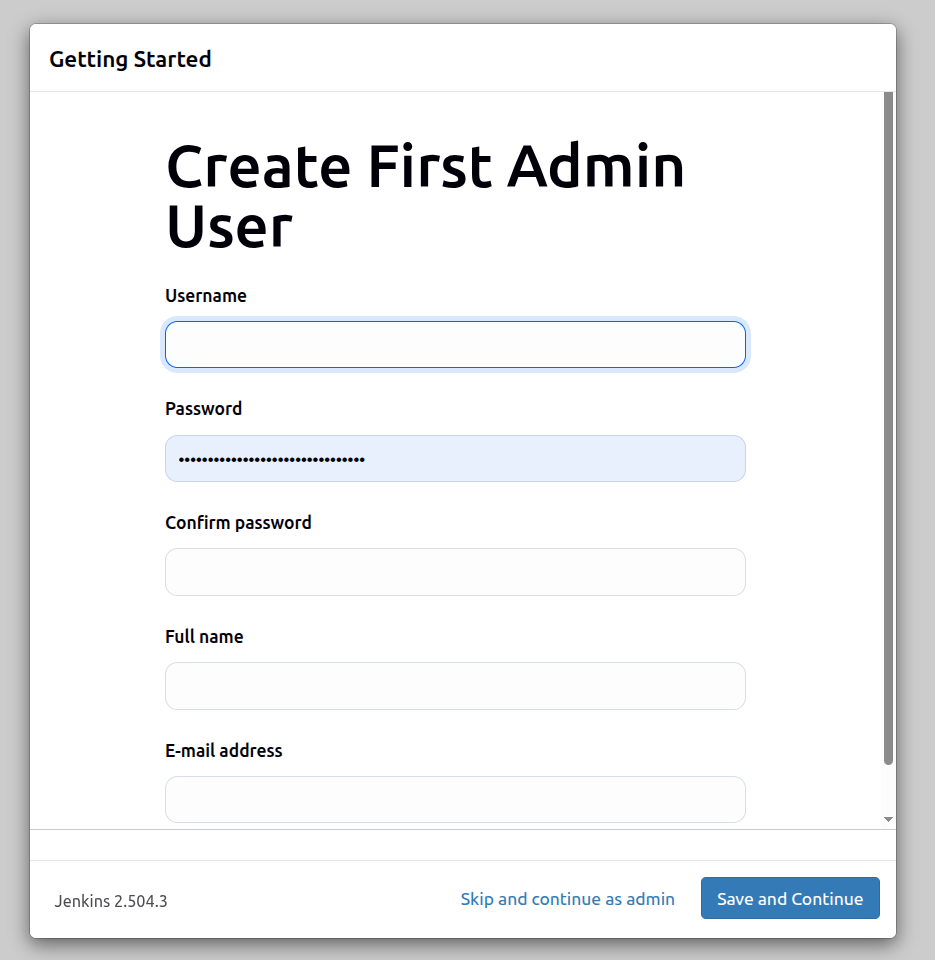 Getting Started
Create First Admin
User
Username
Password
••••••••••••••••••••••••••••••••
Confirm password
Full name
E-mail address
Jenkins 2.504.3
Skip and continue as admin
Save and Continue